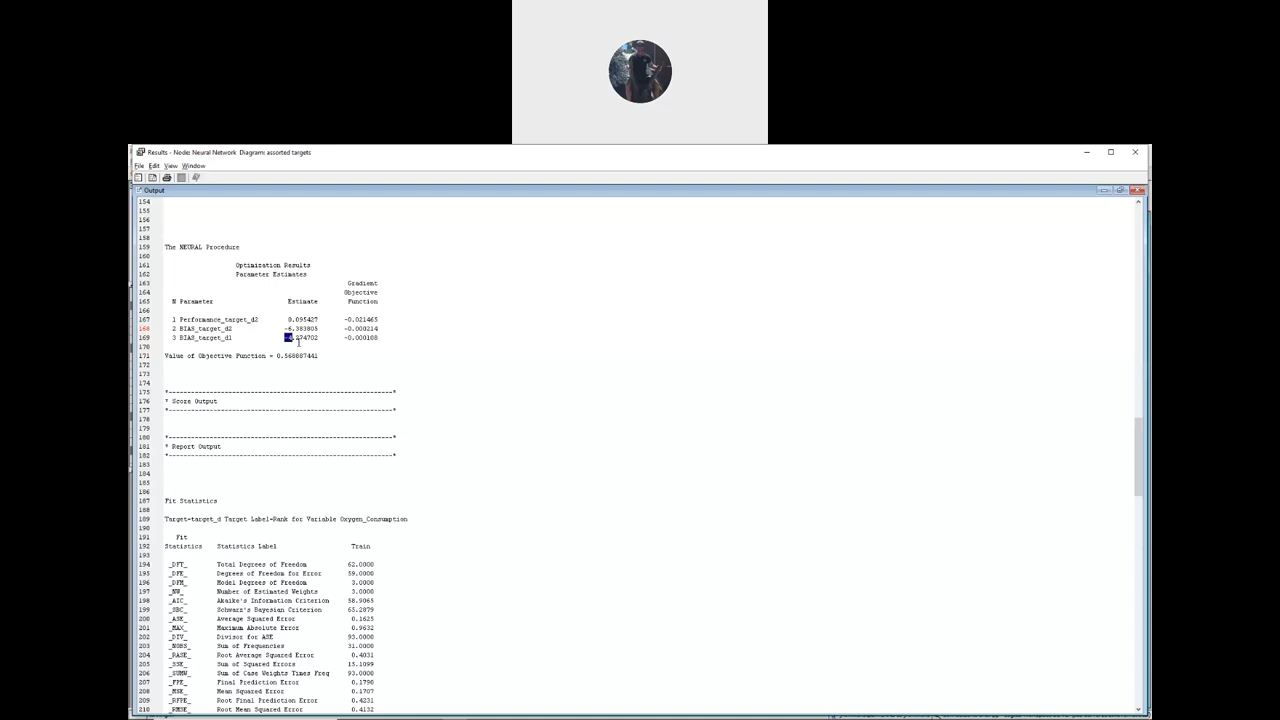 Results - Node: Neural Network Diagram: assorted targets
File Edit View Window
Output
154
155
156
157
158
159 The NEURAL Procedure
160
161 Optimization Results
162 Parameter Estimates
163 Gradient
164 Objective
165 N Parameter Estimate Function
166
167 1 Performance_target_d2 0.095427 -0.021465
168 2 BIAS_target_d2 -6.383805 -0.000214
169 3 BIAS_target_d1 -4.274702 -0.000108
170
171 Value of Objective Function = 0.568887441
172
173
174
175 *------------------------------------------------------------*
176 * Score Output
177 *------------------------------------------------------------*
178
179
180 *------------------------------------------------------------*
181 * Report Output
182 *------------------------------------------------------------*
183
184
185
186
187 Fit Statistics
188
189 Target=target_d Target Label=Rank for Variable Oxygen_Consumption
190
191 Fit
192 Statistics Statistics Label Train
193
194 _DFT_ Total Degrees of Freedom 62.0000
195 _DFE_ Degrees of Freedom for Error 59.0000
196 _DFM_ Model Degrees of Freedom 3.0000
197 _NW_ Number of Estimated Weights 3.0000
198 _AIC_ Akaike's Information Criterion 58.9065
199 _SBC_ Schwarz's Bayesian Criterion 65.2879
200 _ASE_ Average Squared Error 0.1625
201 _MAX_ Maximum Absolute Error 0.9632
202 _DIV_ Divisor for ASE 93.0000
203 _NOBS_ Sum of Frequencies 31.0000
204 _RASE_ Root Average Squared Error 0.4031
205 _SSE_ Sum of Squared Errors 15.1099
206 _SUMW_ Sum of Case Weights Times Freq 93.0000
207 _FPE_ Final Prediction Error 0.1790
208 _MSE_ Mean Squared Error 0.1707
209 _RFPE_ Root Final Prediction Error 0.4231
210 _RMSE_ Root Mean Squared Error 0.4132